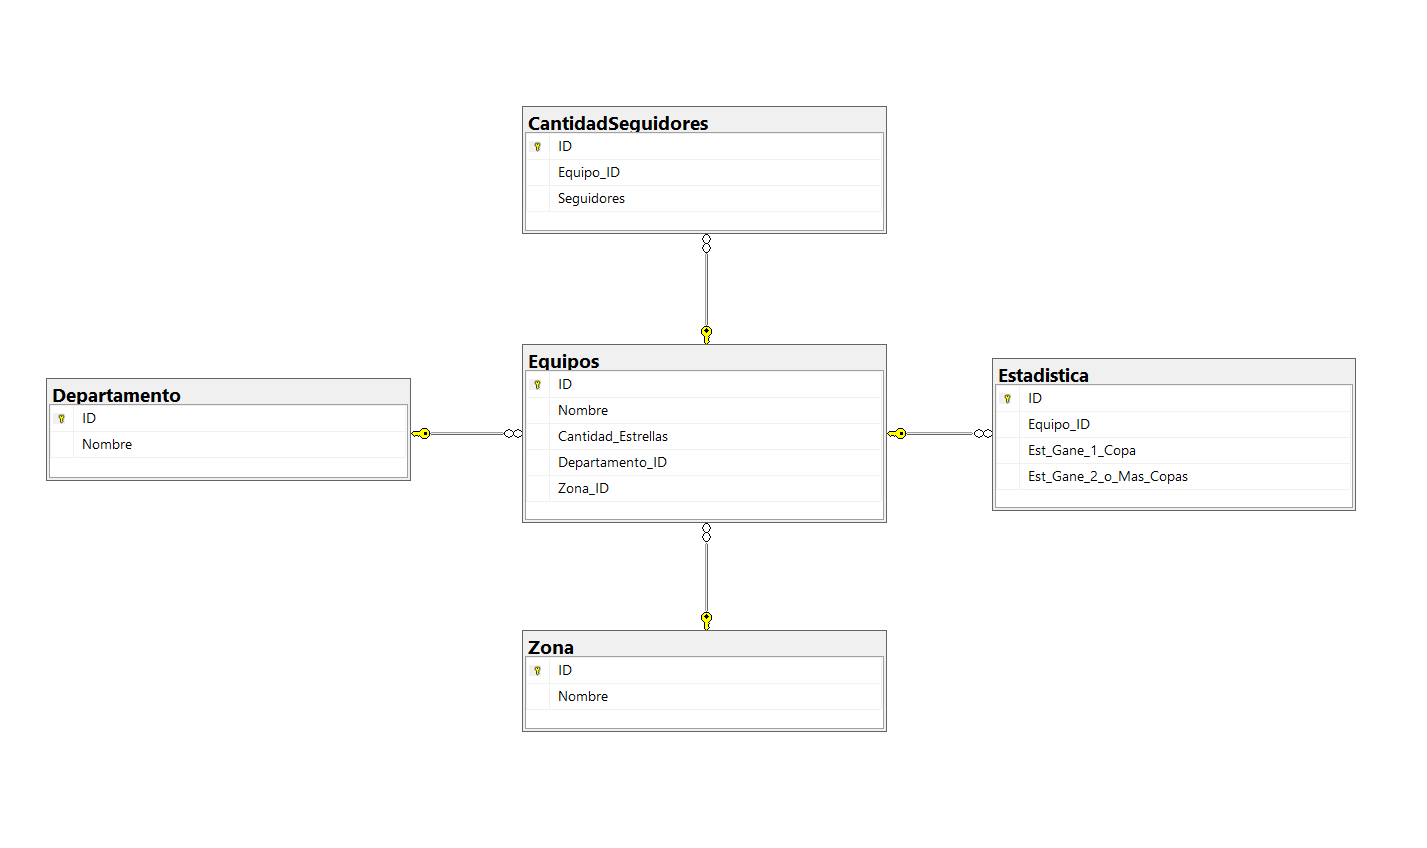 CantidadSeguidores
ID
Equipo_ID
Seguidores
Departamento
ID
Nombre
Equipos
ID
Nombre
Cantidad_Estrellas
Departamento_ID
Zona_ID
Estadistica
ID
Equipo_ID
Est_Gane_1_Copa
Est_Gane_2_o_Mas_Copas
Zona
ID
Nombre